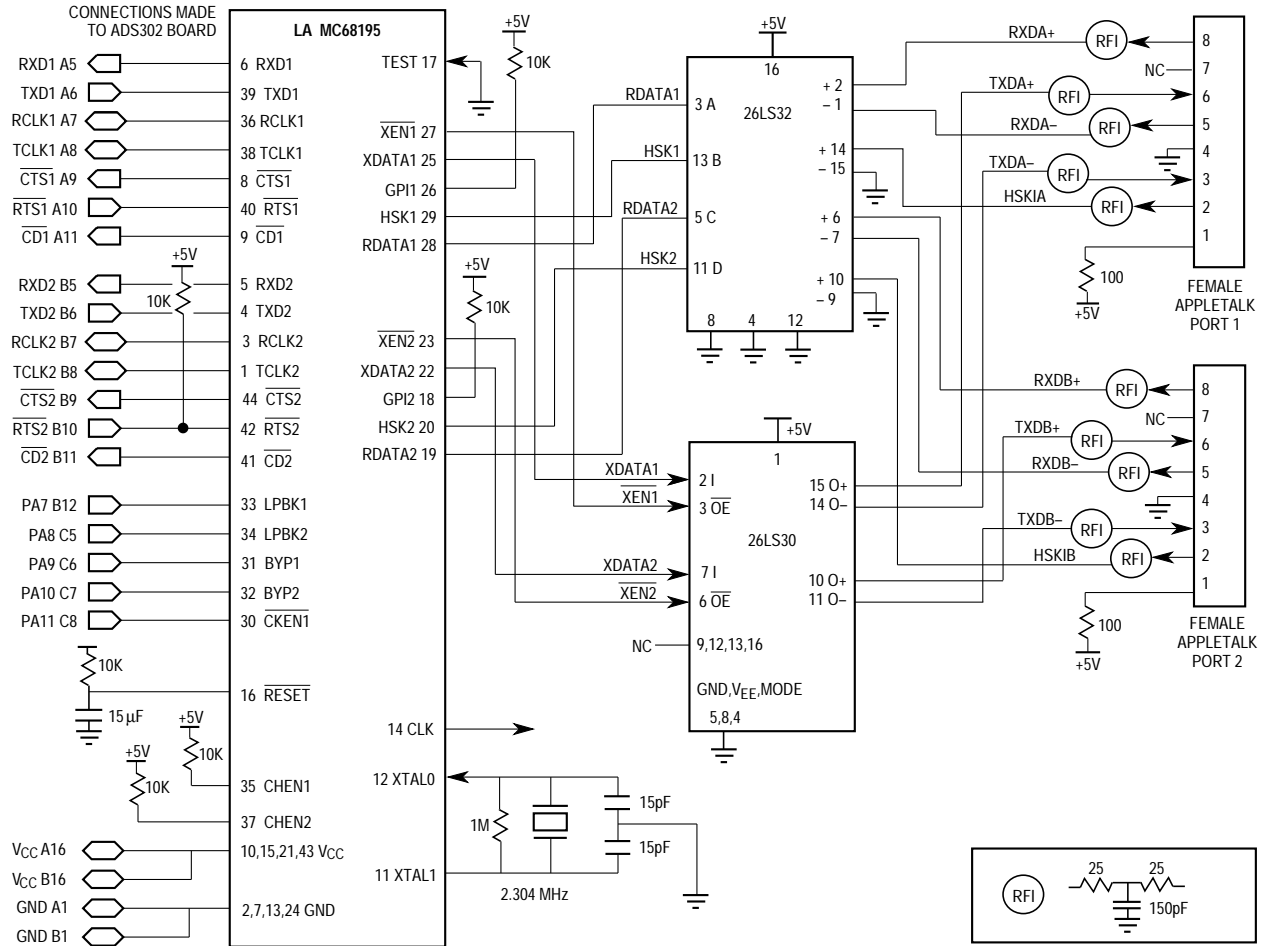 CONNECTIONS MADE
TO ADS302 BOARD
LA MC68195
RXD1 A5
TXD1 A6
RCLK1 A7
TCLK1 A8
CTS1 A9
RTS1 A10
CD1 A11
+5V
10K
RXD2 B5
TXD2 B6
RCLK2 B7
TCLK2 B8
CTS2 B9
RTS2 B10
CD2 B11
PA7 B12
PA8 C5
PA9 C6
PA10 C7
PA11 C8
10K
15 µF
+5V
10K
+5V
10K
VCC A16
VCC B16
GND A1
GND B1
6 RXD1
39 TXD1
36 RCLK1
38 TCLK1
8 CTS1
40 RTS1
9 CD1
5 RXD2
4 TXD2
3 RCLK2
1 TCLK2
44 CTS2
42 RTS2
41 CD2
33 LPBK1
34 LPBK2
31 BYP1
32 BYP2
30 CKEN1
16 RESET
35 CHEN1
37 CHEN2
10,15,21,43 VCC
2,7,13,24 GND
TEST 17
XEN1 27
XDATA1 25
GPI1 26
HSK1 29
RDATA1 28
XEN2 23
XDATA2 22
GPI2 18
HSK2 20
RDATA2 19
14 CLK
12 XTAL0
11 XTAL1
+5V
10K
+5V
10K
1M
15pF
15pF
2.304 MHz
RDATA1
HSK1
RDATA2
HSK2
+5V
16
26LS32
3 A
13 B
5 C
11 D
+ 2
– 1
+ 14
– 15
+ 6
– 7
+ 10
– 9
8
4
12
XDATA1
XEN1
XDATA2
XEN2
NC
+5V
1
2 I
3 OE
26LS30
7 I
6 OE
9,12,13,16
GND,VEE,MODE
5,8,4
15 O+
14 O–
10 O+
11 O–
RXDA+
RFI
NC
TXDA+
RFI
RXDA–
RFI
TXDA–
RFI
HSKIA
RFI
100
+5V
8
7
6
5
4
3
2
1
FEMALE
APPLETALK
PORT 1
RXDB+
RFI
NC
TXDB+
RFI
RXDB–
RFI
TXDB–
RFI
HSKIB
RFI
100
+5V
8
7
6
5
4
3
2
1
FEMALE
APPLETALK
PORT 2
RFI
25
25
150pF